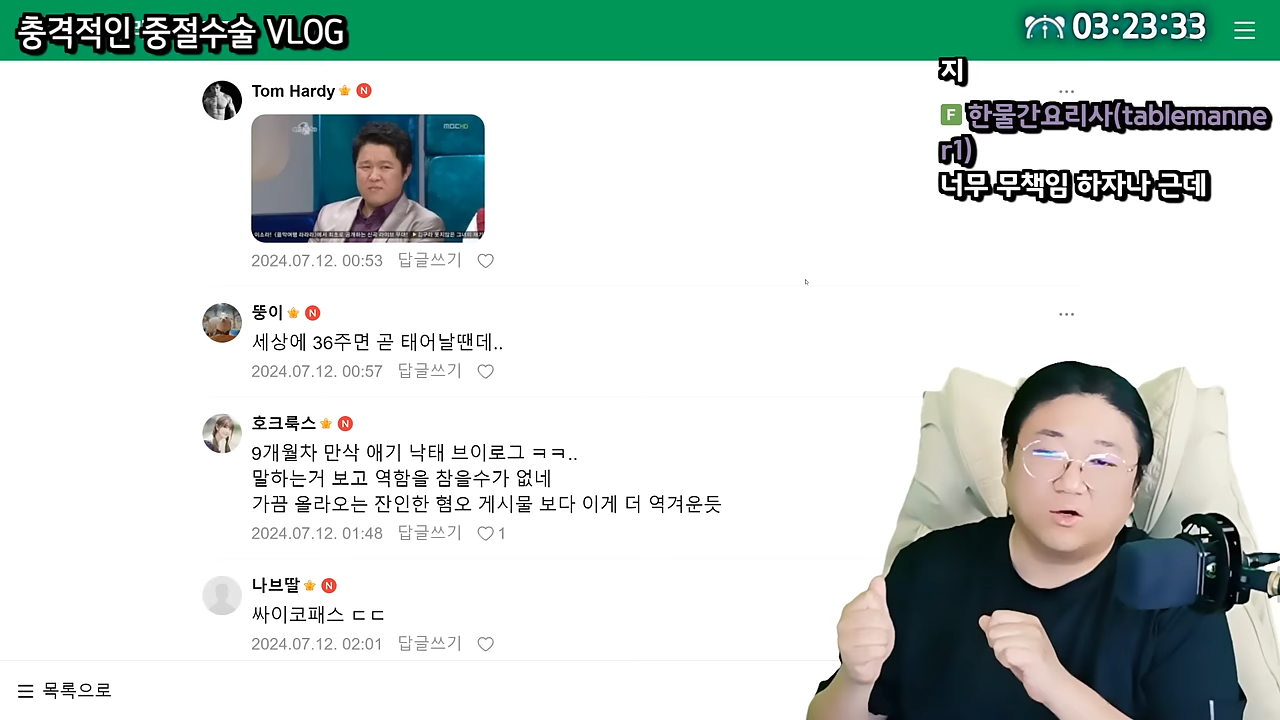 충격적인 중절수술 VLOG
03:23:33
지
F 한물간요리사(tablemanne
r1)
너무 무책임 하자나 근데
Tom Hardy N
MBC HD
2024.07.12. 00:53 답글쓰기
뚱이 N
세상에 36주면 곧 태어날땐데..
2024.07.12. 00:57 답글쓰기
호크룩스 N
9개월차 만삭 애기 낙태 브이로그 ㅋㅋ..
말하는거 보고 역함을 참을수가 없네
가끔 올라오는 잔인한 혐오 게시물 보다 이게 더 역겨운듯
2024.07.12. 01:48 답글쓰기 1
나브딸 N
싸이코패스 ㄷㄷ
2024.07.12. 02:01 답글쓰기
목록으로